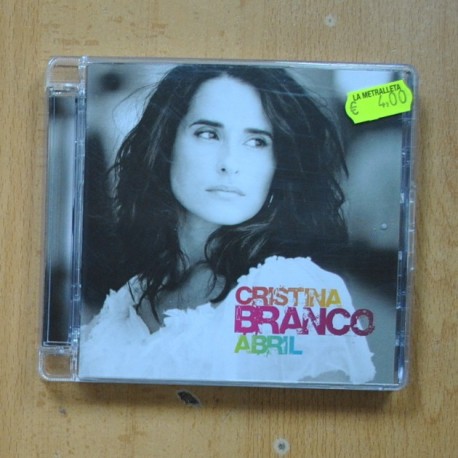 LA METRALLETA
€ 4,00
CRISTINA
BRANCO
ABRIL